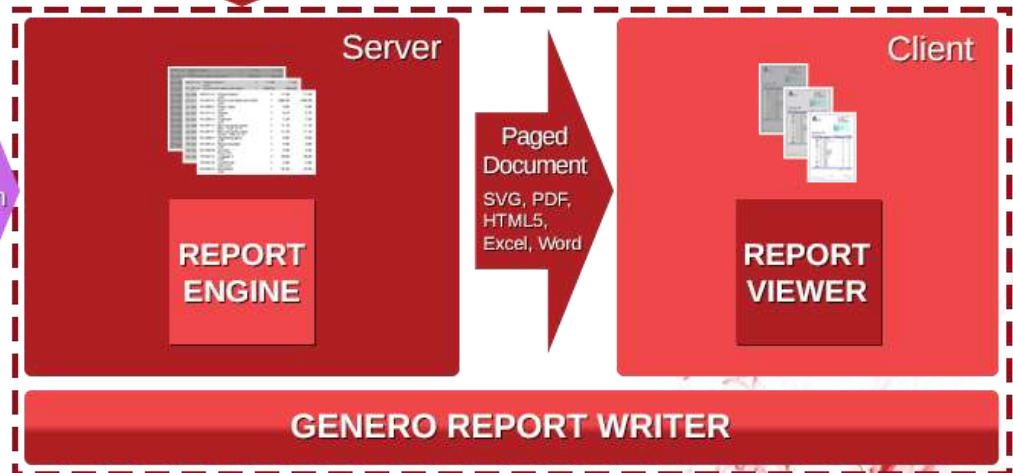 Server
Client
Paged
Document
SVG, PDF,
HTML5,
Excel, Word
REPORT
ENGINE
REPORT
VIEWER
GENERO REPORT WRITER